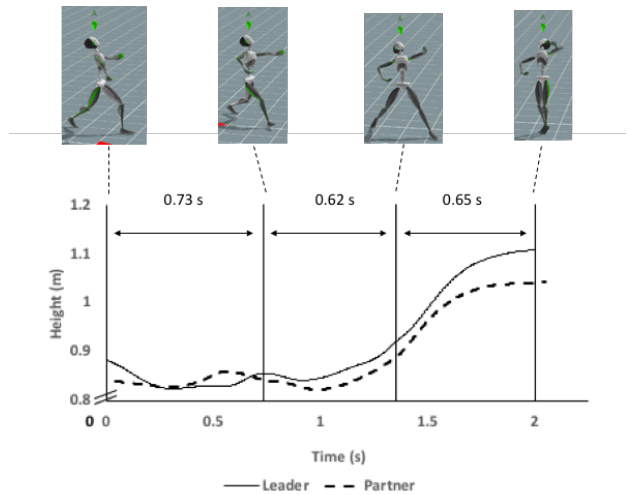 A A A A
0.73 s 0.62 s 0.65 s
1.2
1.1
1
0.9
0.8
0
0 0.5 1 1.5 2
Height (m)
Time (s)
Leader Partner